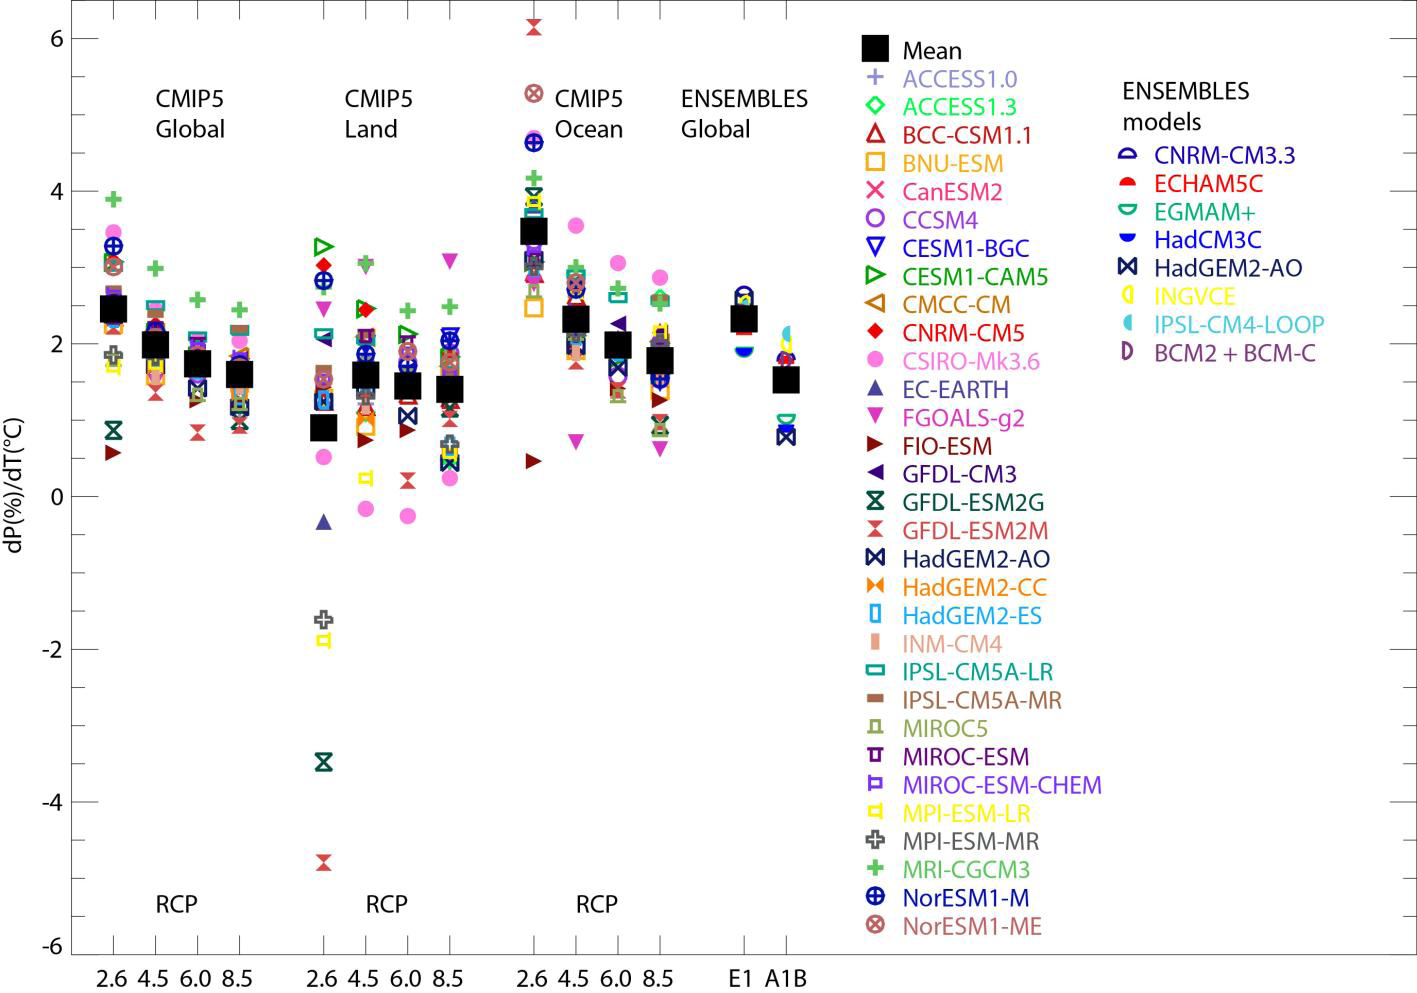 dP(%)/dT(°C)
6
4
2
0
-2
-4
-6
CMIP5
Global
CMIP5
Land
CMIP5
Ocean
ENSEMBLES
Global
RCP
RCP
RCP
2.6 4.5 6.0 8.5
2.6 4.5 6.0 8.5
2.6 4.5 6.0 8.5
E1 A1B
Mean
ACCESS1.0
ACCESS1.3
BCC-CSM1.1
BNU-ESM
CanESM2
CCSM4
CESM1-BGC
CESM1-CAM5
CMCC-CM
CNRM-CM5
CSIRO-Mk3.6
EC-EARTH
FGOALS-g2
FIO-ESM
GFDL-CM3
GFDL-ESM2G
GFDL-ESM2M
HadGEM2-AO
HadGEM2-CC
HadGEM2-ES
INM-CM4
IPSL-CM5A-LR
IPSL-CM5A-MR
MIROC5
MIROC-ESM
MIROC-ESM-CHEM
MPI-ESM-LR
MPI-ESM-MR
MRI-CGCM3
NorESM1-M
NorESM1-ME
ENSEMBLES
models
CNRM-CM3.3
ECHAM5C
EGMAM+
HadCM3C
HadGEM2-AO
INGVCE
IPSL-CM4-LOOP
BCM2 + BCM-C